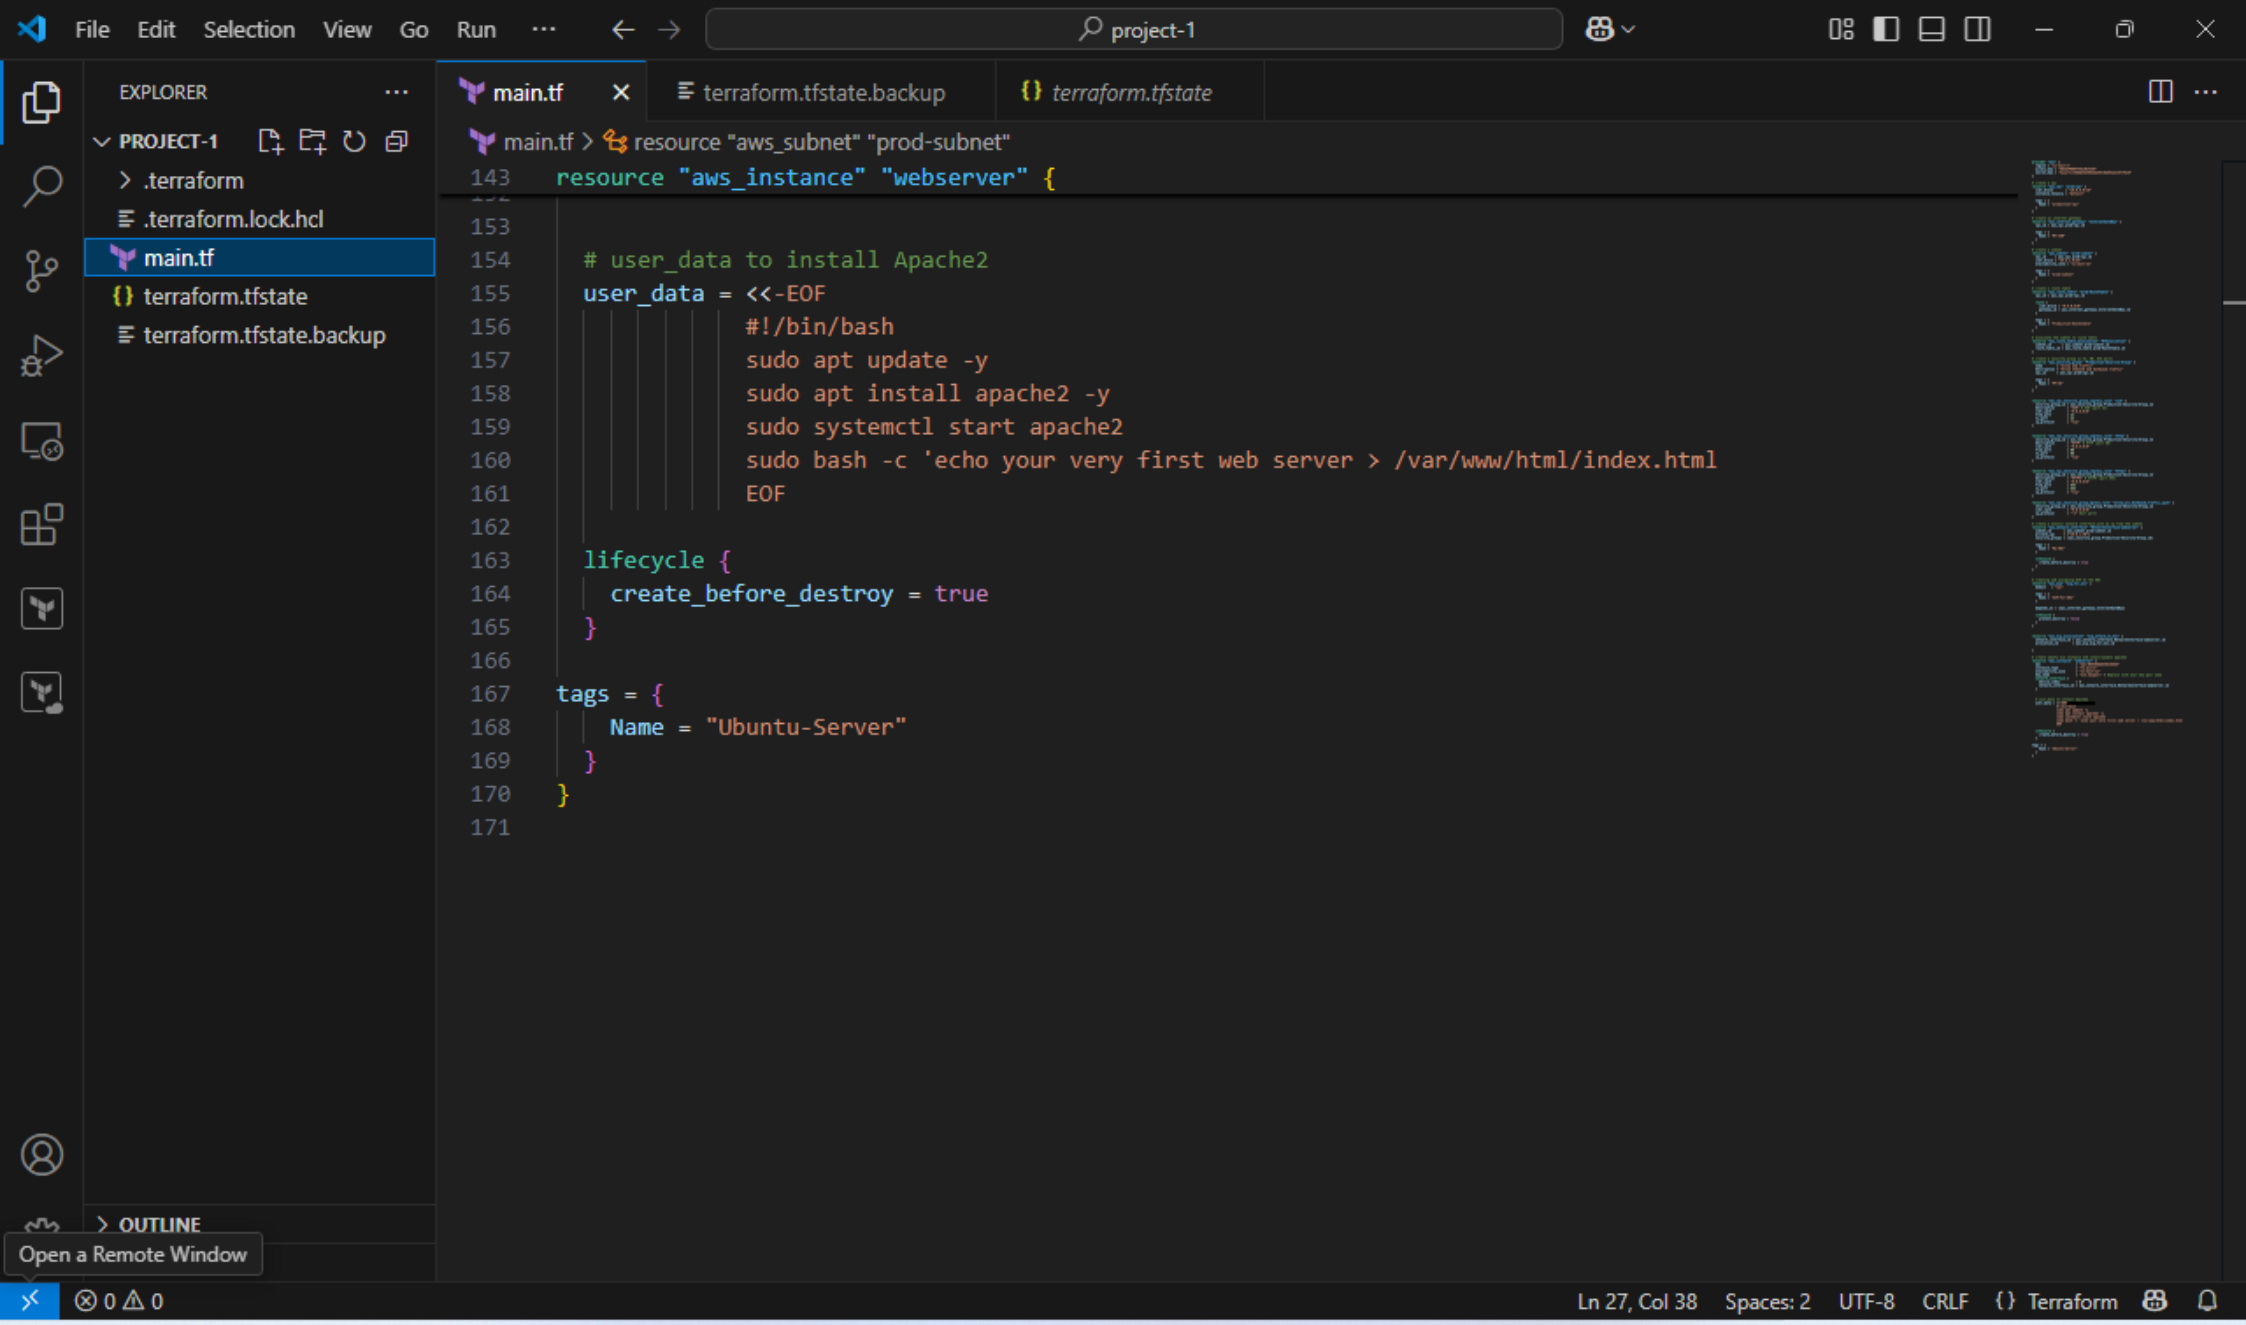 File Edit Selection View Go Run ··· project-1
EXPLORER ···
PROJECT-1
.terraform
.terraform.lock.hcl
main.tf
terraform.tfstate
terraform.tfstate.backup
OUTLINE
Open a Remote Window
main.tf terraform.tfstate.backup {} terraform.tfstate
main.tf > resource "aws_subnet" "prod-subnet"
143 resource "aws_instance" "webserver" {
153
154 # user_data to install Apache2
155 user_data = <<-EOF
156 #!/bin/bash
157 sudo apt update -y
158 sudo apt install apache2 -y
159 sudo systemctl start apache2
160 sudo bash -c 'echo your very first web server > /var/www/html/index.html
161 EOF
162
163 lifecycle {
164 create_before_destroy = true
165 }
166
167 tags = {
168 Name = "Ubuntu-Server"
169 }
170 }
171
0 0 Ln 27, Col 38 Spaces: 2 UTF-8 CRLF {} Terraform